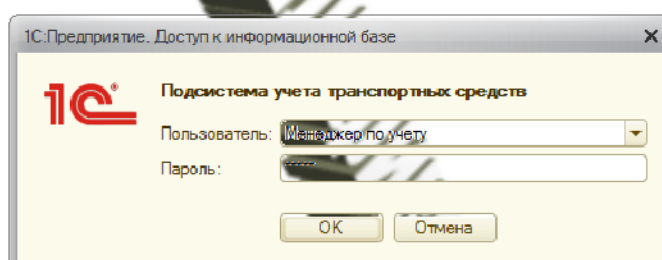 1С:Предприятие. Доступ к информационной базе
1С
Подсистема учета транспортных средств
Пользователь: Менеджер по учету
Пароль:
OK Отмена